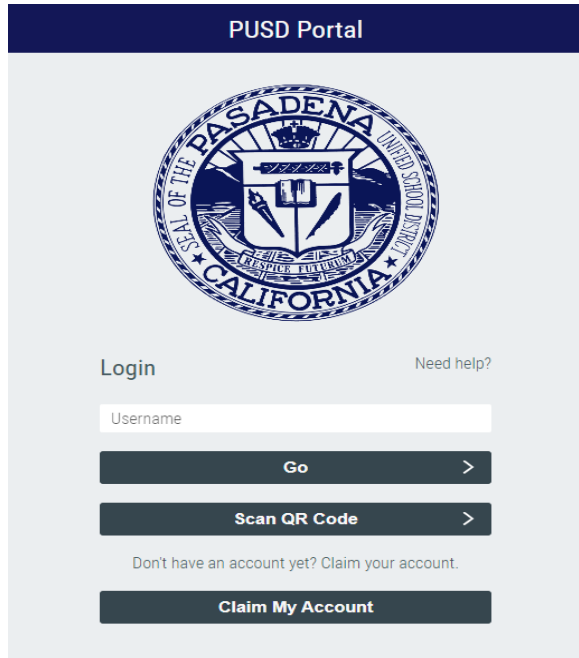 PUSD Portal
SEAL OF THE PASADENA UNIFIED SCHOOL DISTRICT
RESPICE FUTURUM
CALIFORNIA
Login
Need help?
Username
Go
Scan QR Code
Don't have an account yet? Claim your account.
Claim My Account